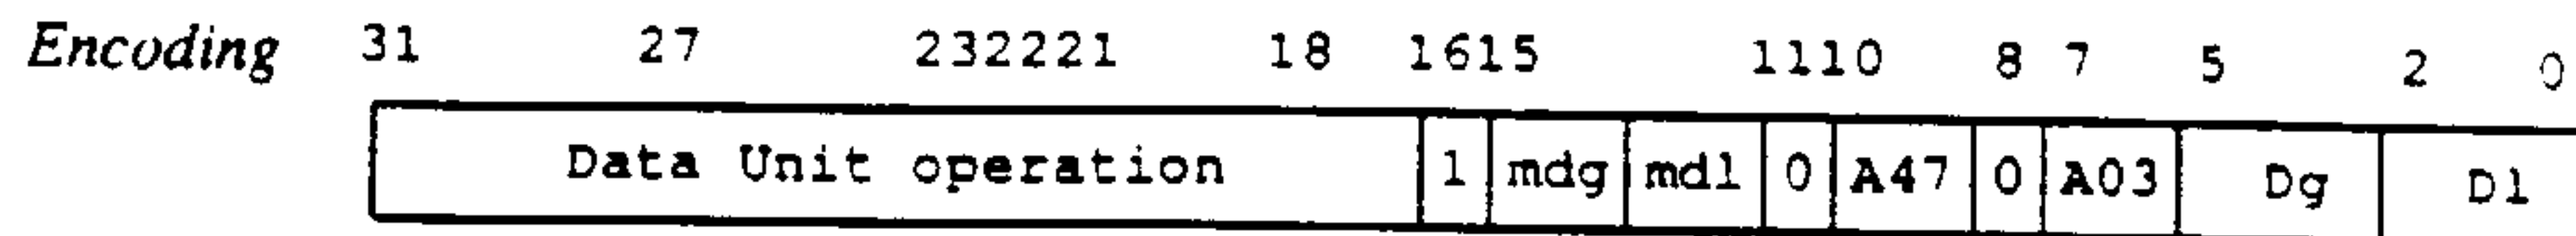 Encoding 31 27 232221 18 1615 1110 8 7 5 2 0
Data Unit operation 1 mdg mdl 0 A47 0 A03 Dg Dl